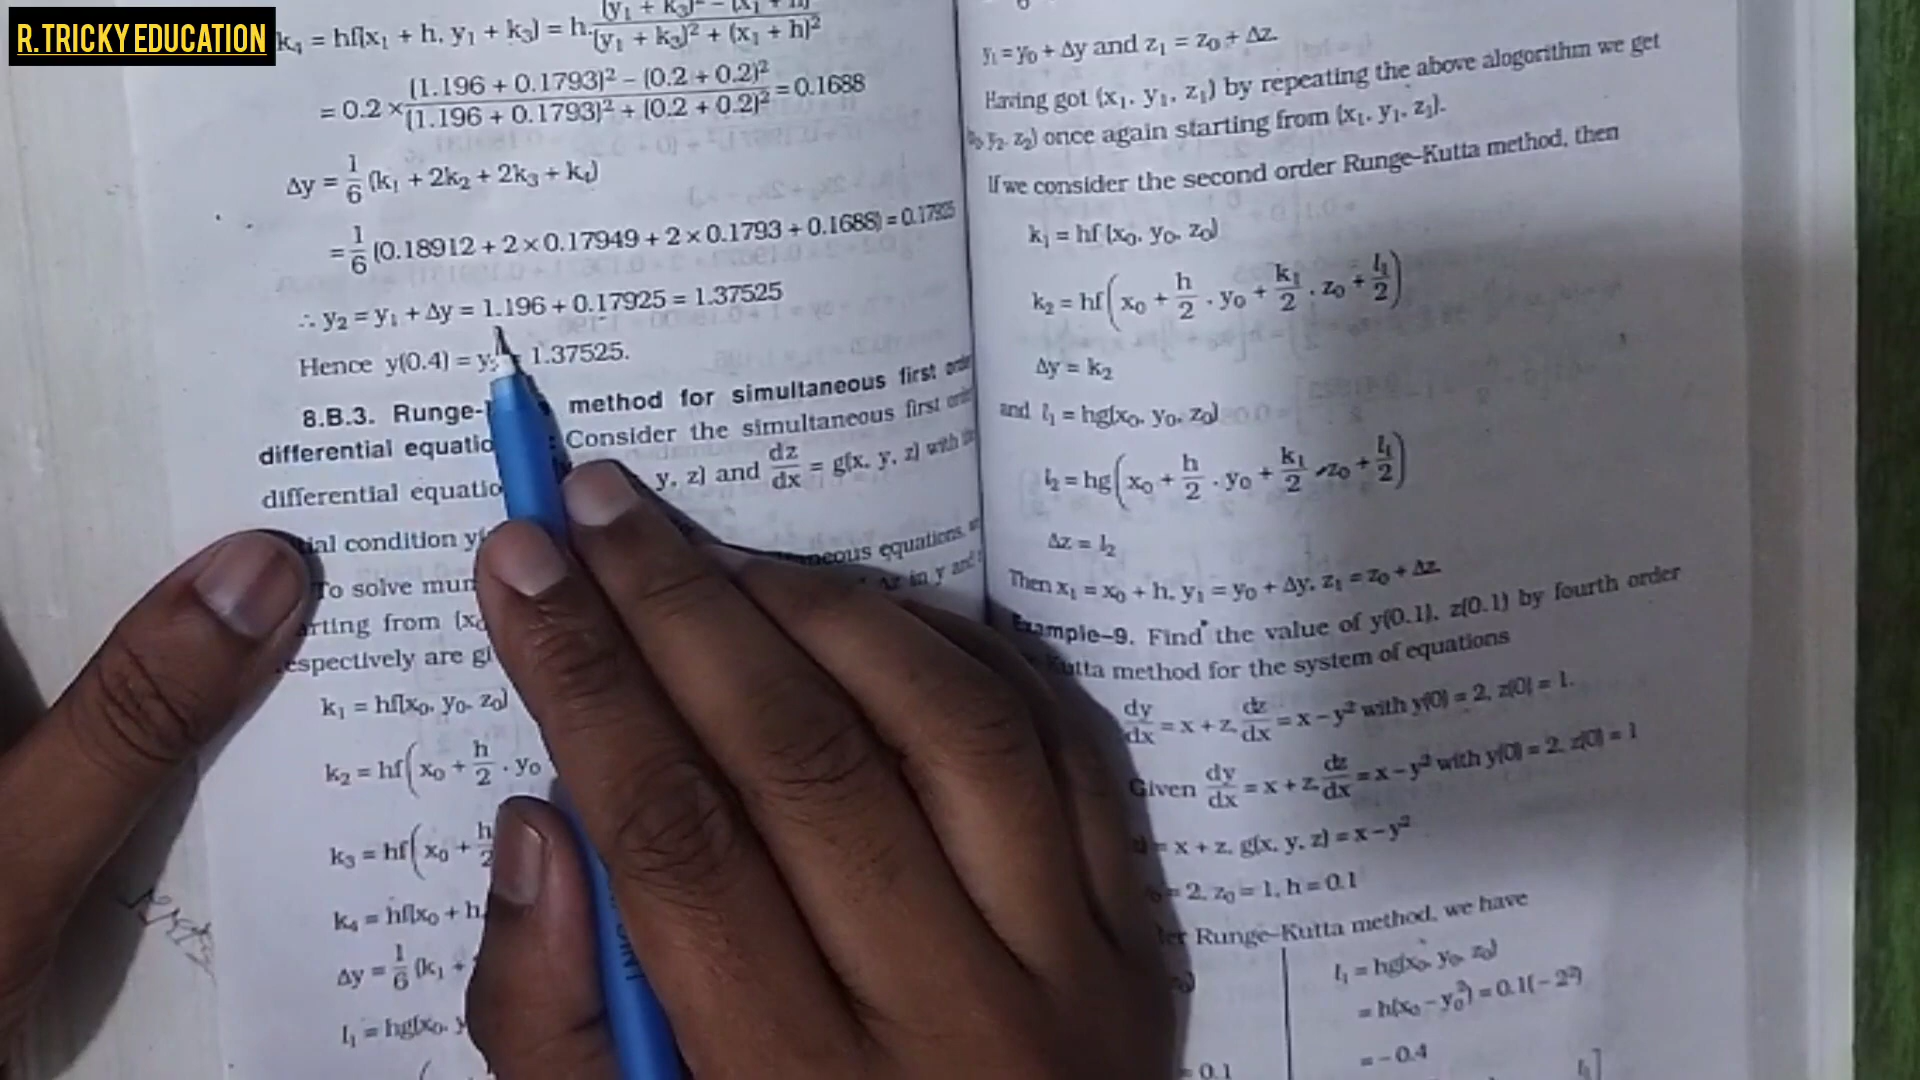 R.TRICKY EDUCATION
k₄ = hf(x₁ + h, y₁ + k₃) = h. (y₁ + k₃)² − (x₁ + h)² / (y₁ + k₃)² + (x₁ + h)²
= 0.2 × (1.196 + 0.1793)² − (0.2 + 0.2)² / (1.196 + 0.1793)² + (0.2 + 0.2)² = 0.1688
Δy = 1/6 (k₁ + 2k₂ + 2k₃ + k₄)
= 1/6 (0.18912 + 2 × 0.17949 + 2 × 0.1793 + 0.1688) = 0.17925
∴ y₂ = y₁ + Δy = 1.196 + 0.17925 = 1.37525
Hence y(0.4) = y₂ = 1.37525.
8.B.3. Runge- method for simultaneous first
differential : Consider the simultaneous first
differential y, z) and dz/dx = g(x, y, z) with
condition
To solve
from
are
k₁ = hf(x₀, y₀, z₀)
k₂ = hf(x₀ + h/2 . y₀
k₃ = hf(x₀ + h/2
k₄ = hf(x₀ + h,
Δy = 1/6 (k₁ +
l₁ = hg(x₀,
y₁ = y₀ + Δy and z₁ = z₀ + Δz.
Having got (x₁, y₁, z₁) by repeating the above alogorithm we get
y₂, z₂) once again starting from (x₁, y₁, z₁).
If we consider the second order Runge–Kutta method, then
k₁ = hf (x₀, y₀, z₀)
k₂ = hf(x₀ + h/2 . y₀ + k₁/2 . z₀ + l₁/2)
Δy = k₂
and l₁ = hg(x₀, y₀, z₀)
l₂ = hg(x₀ + h/2 . y₀ + k₁/2 . z₀ + l₁/2)
Δz = l₂
Then x₁ = x₀ + h, y₁ = y₀ + Δy, z₁ = z₀ + Δz.
Example–9. Find the value of y(0.1), z(0.1) by fourth order
Kutta method for the system of equations
dy/dx = x + z, dz/dx = x − y² with y(0) = 2, z(0) = 1.
Given dy/dx = x + z, dz/dx = x − y² with y(0) = 2, z(0) = 1
= x + z, g(x, y, z) = x − y²
= 2, z₀ = 1, h = 0.1
Runge–Kutta method, we have
l₁ = hg(x₀, y₀, z₀)
= h(x₀ − y₀²) = 0.1(− 2²)
= − 0.4
= 0.1